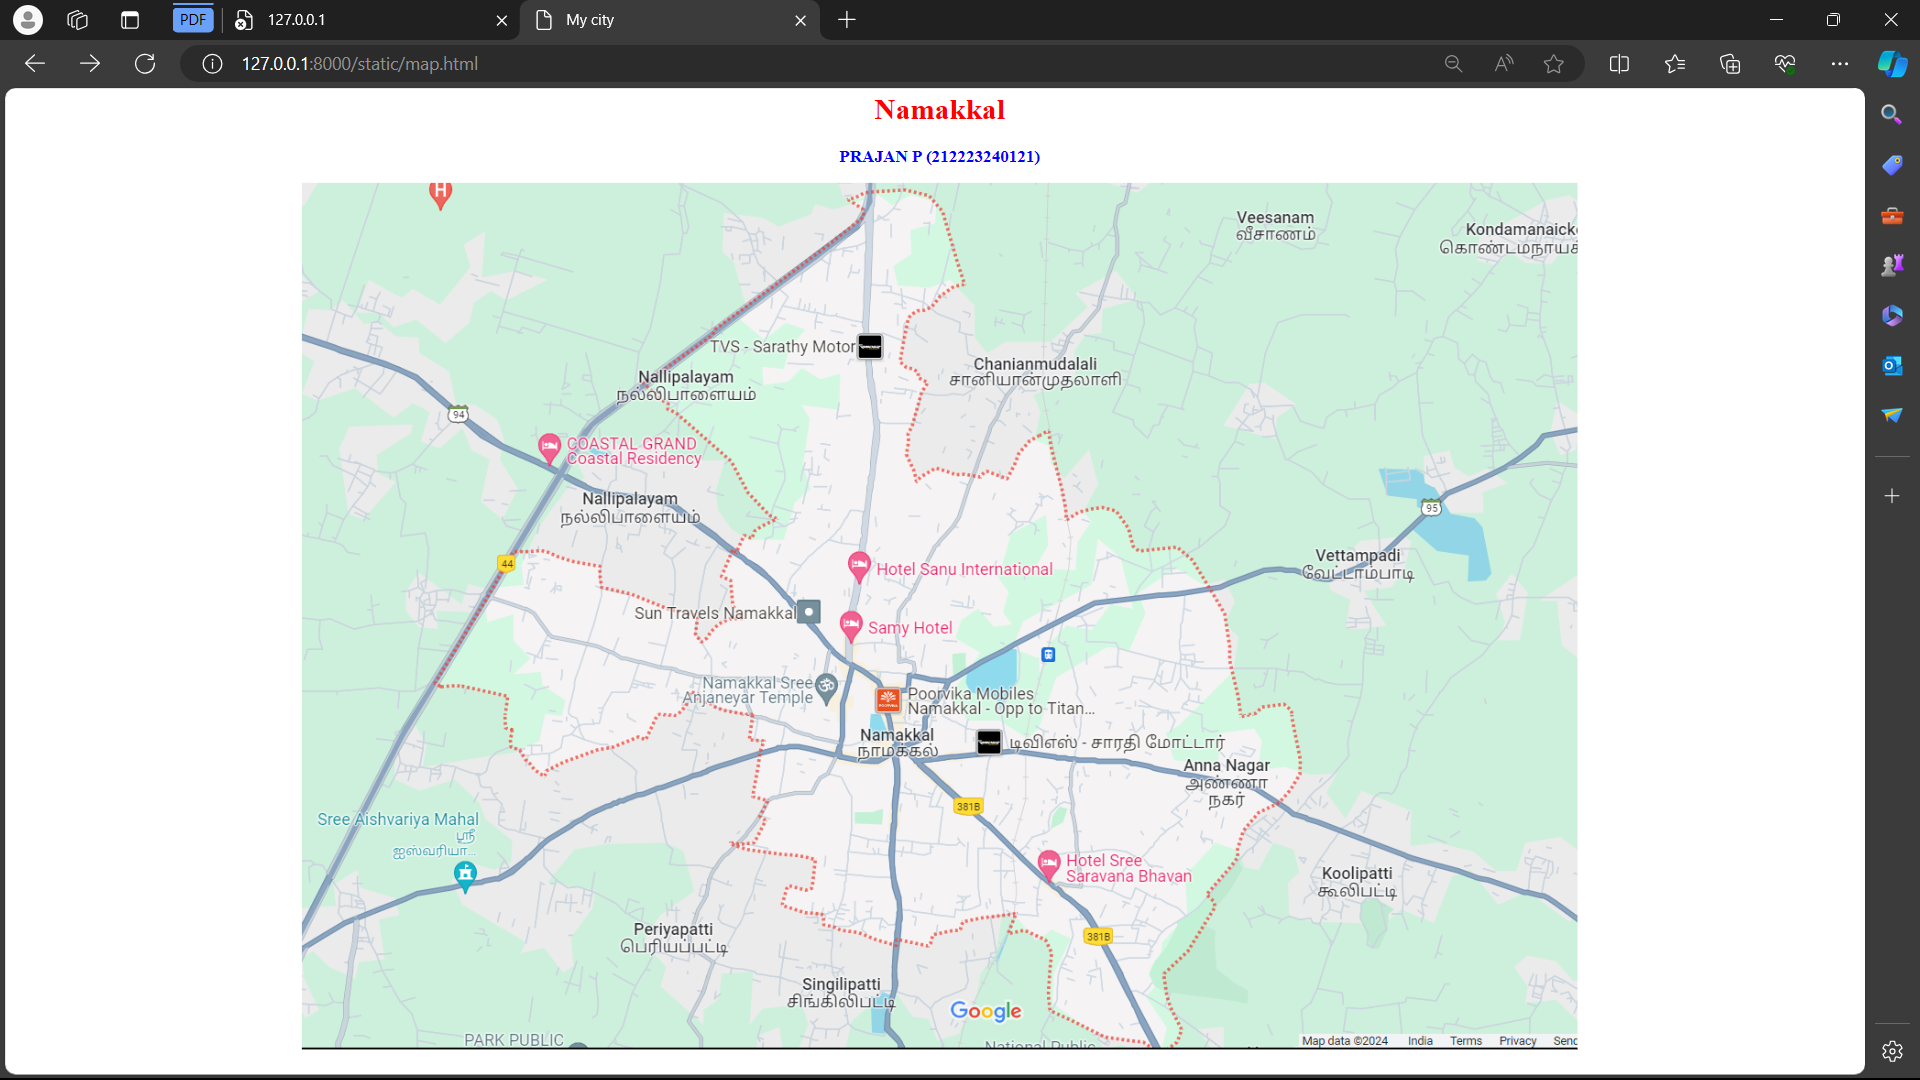 PDF
127.0.0.1
My city
127.0.0.1:8000/static/map.html
Namakkal
PRAJAN P (212223240121)
H
Veesanam
வீசாணம்
Kondamanaick
கொண்டமநாயக்
TVS - Sarathy Motor
Chanianmudalali
சானியான்முதலாளி
Nallipalayam
நல்லிபாளையம்
94
COASTAL GRAND
Coastal Residency
Nallipalayam
நல்லிபாளையம்
95
44
Vettampadi
வேட்டாம்பாடி
Hotel Sanu International
Sun Travels Namakkal
Samy Hotel
Namakkal Sree
Anjaneyar Temple
Poorvika Mobiles
Namakkal - Opp to Titan...
Namakkal
நாமக்கல்
டிவிஎஸ் - சாரதி மோட்டார்
Anna Nagar
அண்ணா
நகர்
381B
Sree Aishvariya Mahal
ஸ்ரீ
ஐஸ்வரியா...
Hotel Sree
Saravana Bhavan
Koolipatti
கூலிபட்டி
Periyapatti
பெரியப்பட்டி
381B
Singilipatti
சிங்கிலிபட்டி
Google
PARK PUBLIC
National Public
Map data ©2024 India Terms Privacy Send